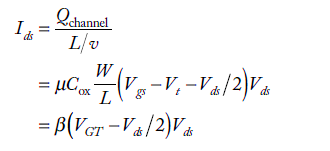 I_ds = Q_channel / (L/v)
= μC_ox (W/L) (V_gs − V_t − V_ds/2) V_ds
= β(V_GT − V_ds/2)V_ds